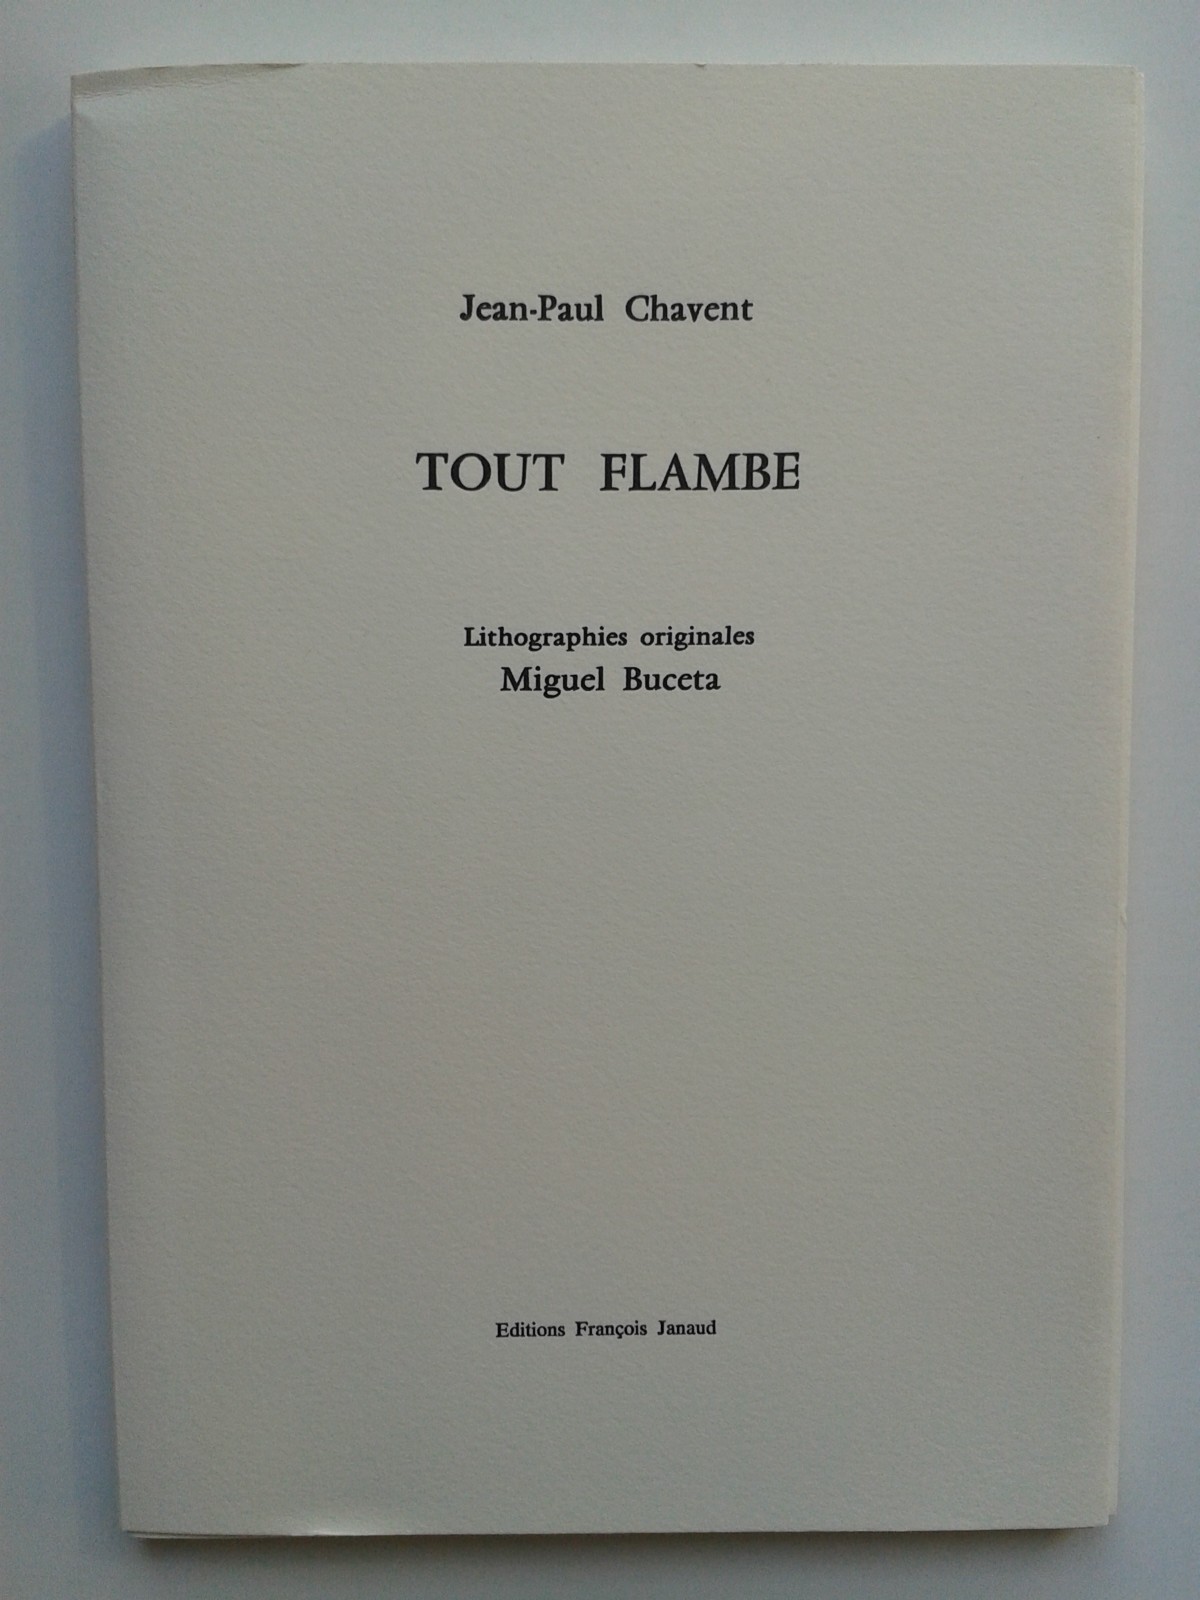 Jean-Paul Chavent
TOUT FLAMBE
Lithographies originales
Miguel Buceta
Editions François Janaud